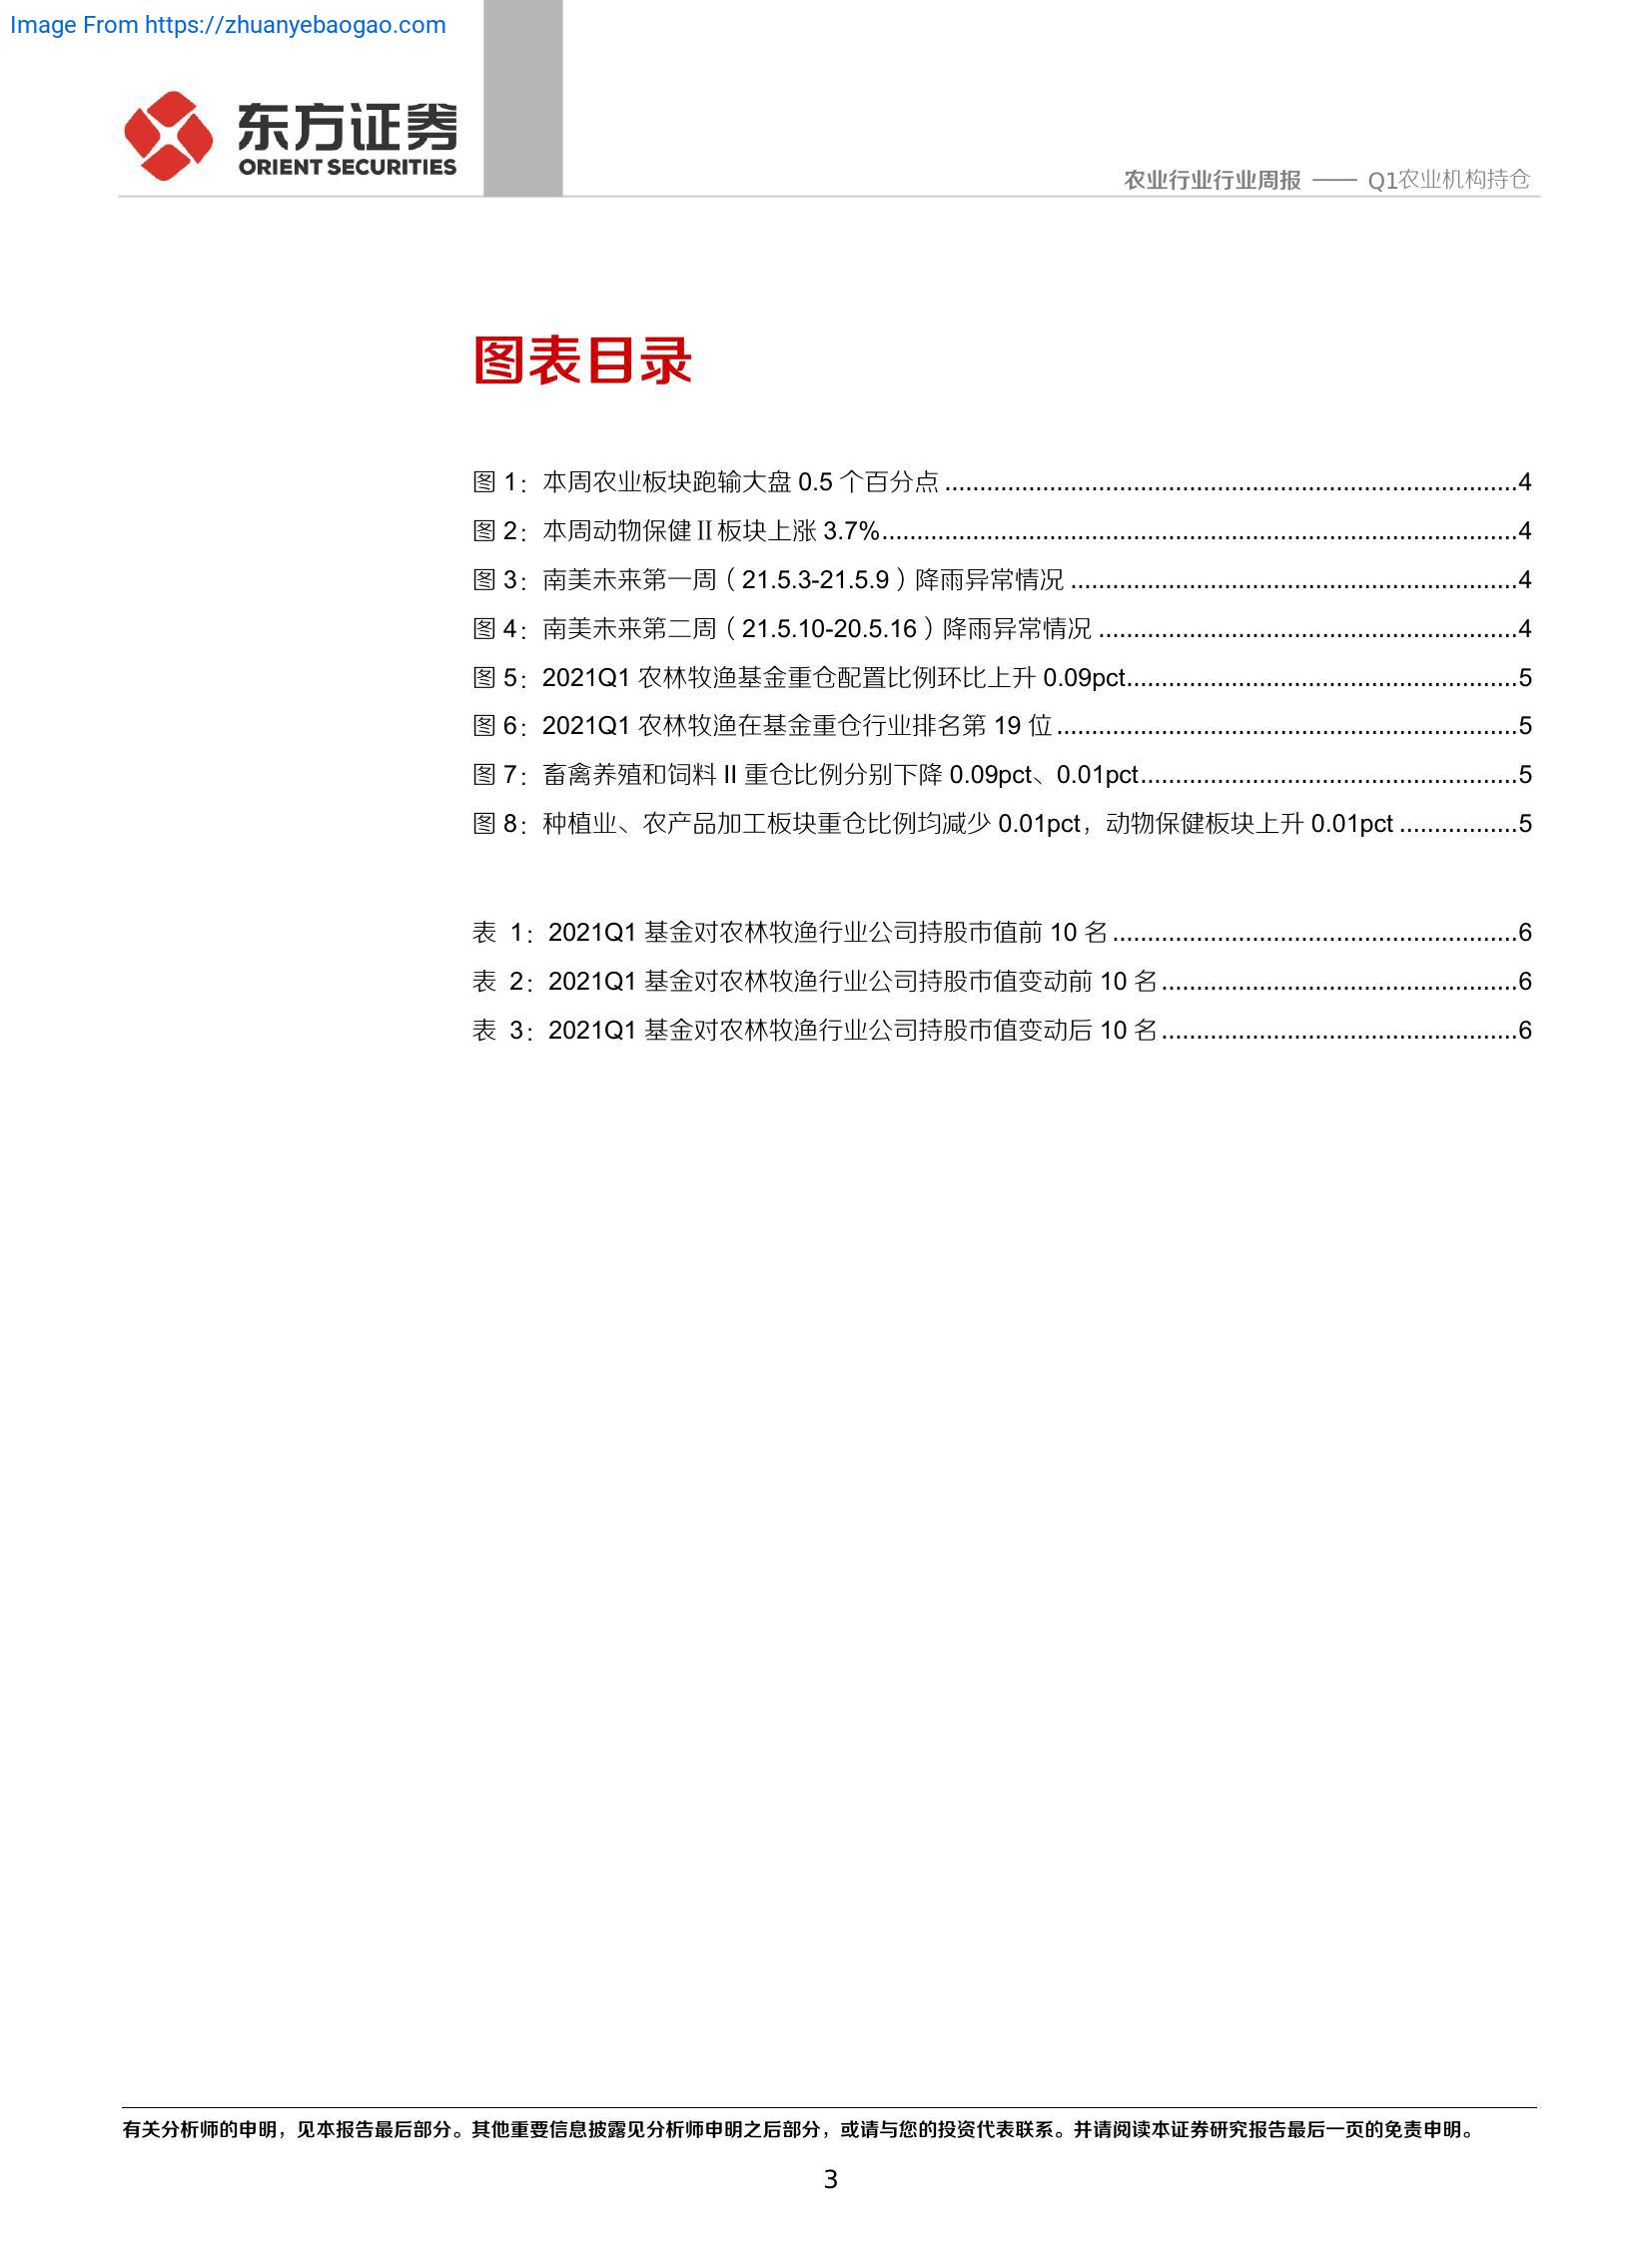 Image From https://zhuanyebaogao.com
东方证券
ORIENT SECURITIES
农业行业行业周报 —— Q1农业机构持仓
图表目录
图 1：本周农业板块跑输大盘 0.5 个百分点 ....................................................................................4
图 2：本周动物保健Ⅱ板块上涨 3.7%.............................................................................................4
图 3：南美未来第一周（21.5.3-21.5.9）降雨异常情况 .................................................................4
图 4：南美未来第二周（21.5.10-20.5.16）降雨异常情况 .............................................................4
图 5：2021Q1 农林牧渔基金重仓配置比例环比上升 0.09pct.........................................................5
图 6：2021Q1 农林牧渔在基金重仓行业排名第 19 位 ...................................................................5
图 7：畜禽养殖和饲料 II 重仓比例分别下降 0.09pct、0.01pct.......................................................5
图 8：种植业、农产品加工板块重仓比例均减少 0.01pct，动物保健板块上升 0.01pct .................5
表 1：2021Q1 基金对农林牧渔行业公司持股市值前 10 名 ...........................................................6
表 2：2021Q1 基金对农林牧渔行业公司持股市值变动前 10 名 ....................................................6
表 3：2021Q1 基金对农林牧渔行业公司持股市值变动后 10 名 ....................................................6
有关分析师的申明，见本报告最后部分。其他重要信息披露见分析师申明之后部分，或请与您的投资代表联系。并请阅读本证券研究报告最后一页的免责申明。
3